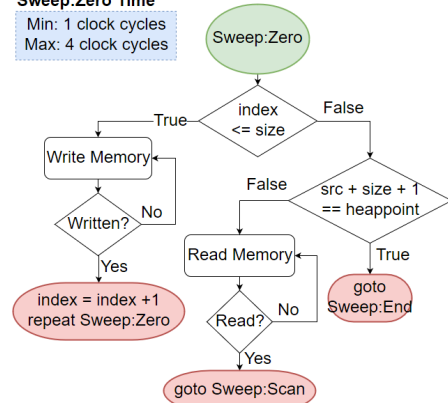 Sweep:Zero Time
Min: 1 clock cycles
Max: 4 clock cycles
Sweep:Zero
index
<= size
True
False
Write Memory
src + size + 1
== heappoint
False
Written?
No
Read Memory
True
Yes
index = index +1
repeat Sweep:Zero
goto
Sweep:End
Read?
No
Yes
goto Sweep:Scan